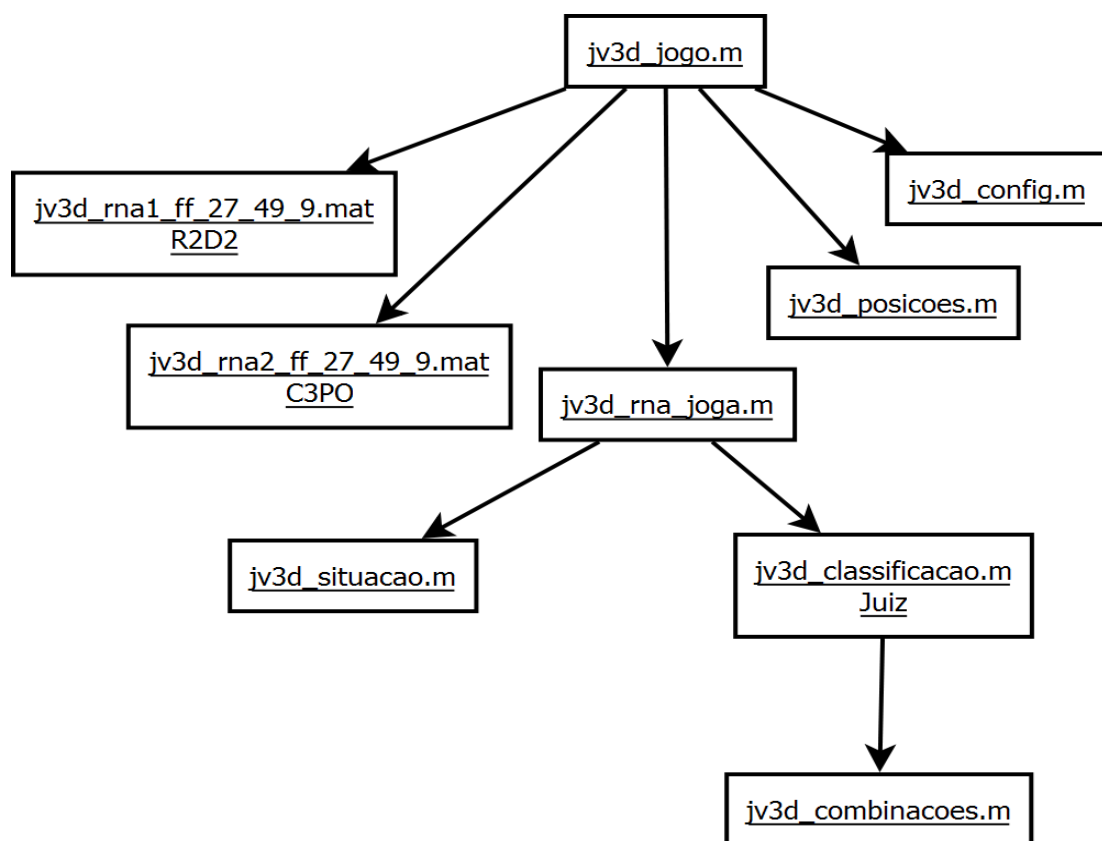 jv3d_jogo.m
jv3d_config.m
jv3d_rna1_ff_27_49_9.mat
R2D2
jv3d_posicoes.m
jv3d_rna2_ff_27_49_9.mat
C3PO
jv3d_rna_joga.m
jv3d_situacao.m
jv3d_classificacao.m
Juiz
jv3d_combinacoes.m